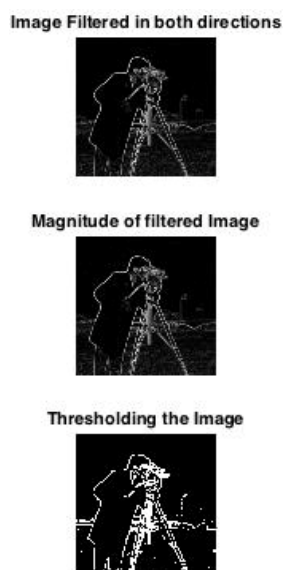 Image Filtered in both directions
Magnitude of filtered Image
Thresholding the Image